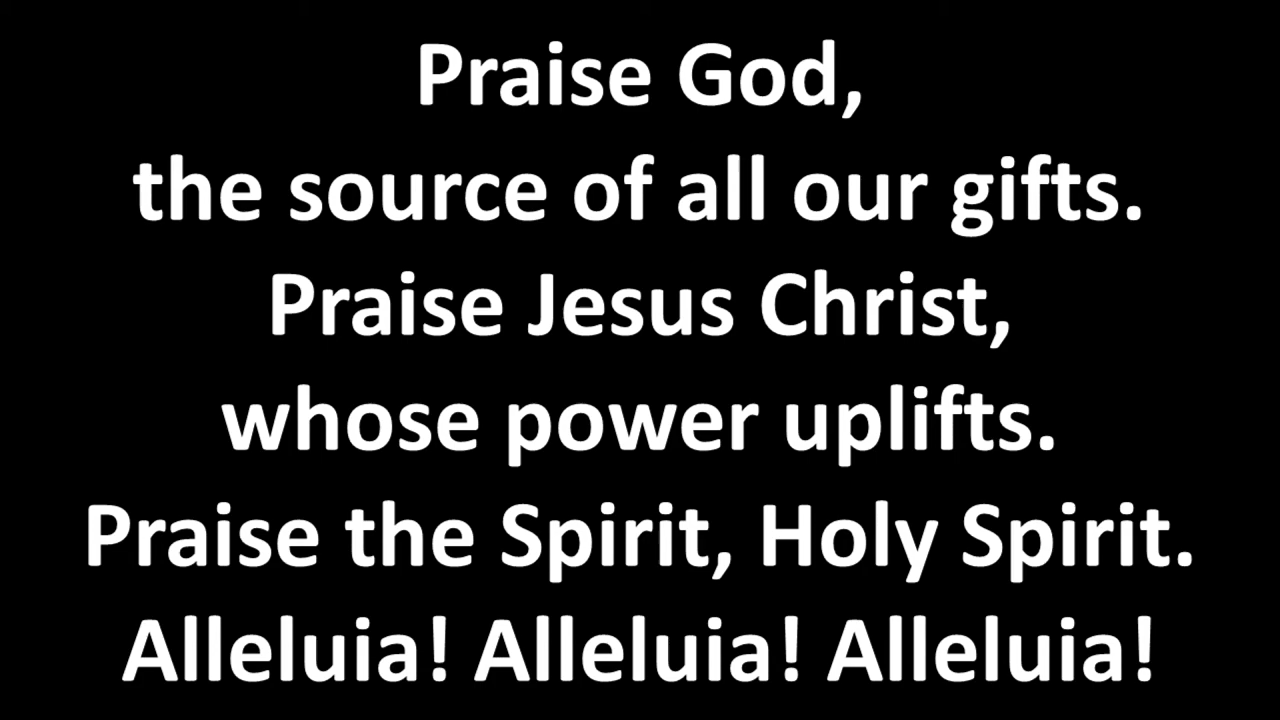 Praise God,
the source of all our gifts.
Praise Jesus Christ,
whose power uplifts.
Praise the Spirit, Holy Spirit.
Alleluia! Alleluia! Alleluia!